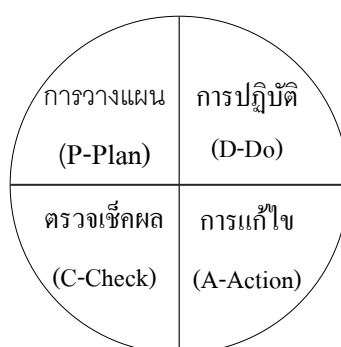 การวางแผน
(P-Plan)
การปฏิบัติ
(D-Do)
ตรวจเช็คผล
(C-Check)
การแก้ไข
(A-Action)